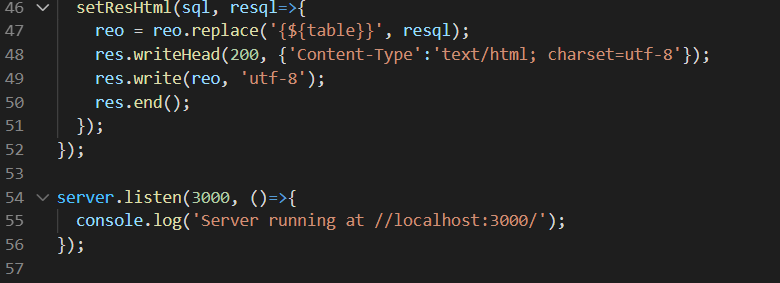 46 setResHtml(sql, resql=>{
47 reo = reo.replace('{${table}}', resql);
48 res.writeHead(200, {'Content-Type':'text/html; charset=utf-8'});
49 res.write(reo, 'utf-8');
50 res.end();
51 });
52 });
53
54 server.listen(3000, ()=>{
55 console.log('Server running at //localhost:3000/');
56 });
57